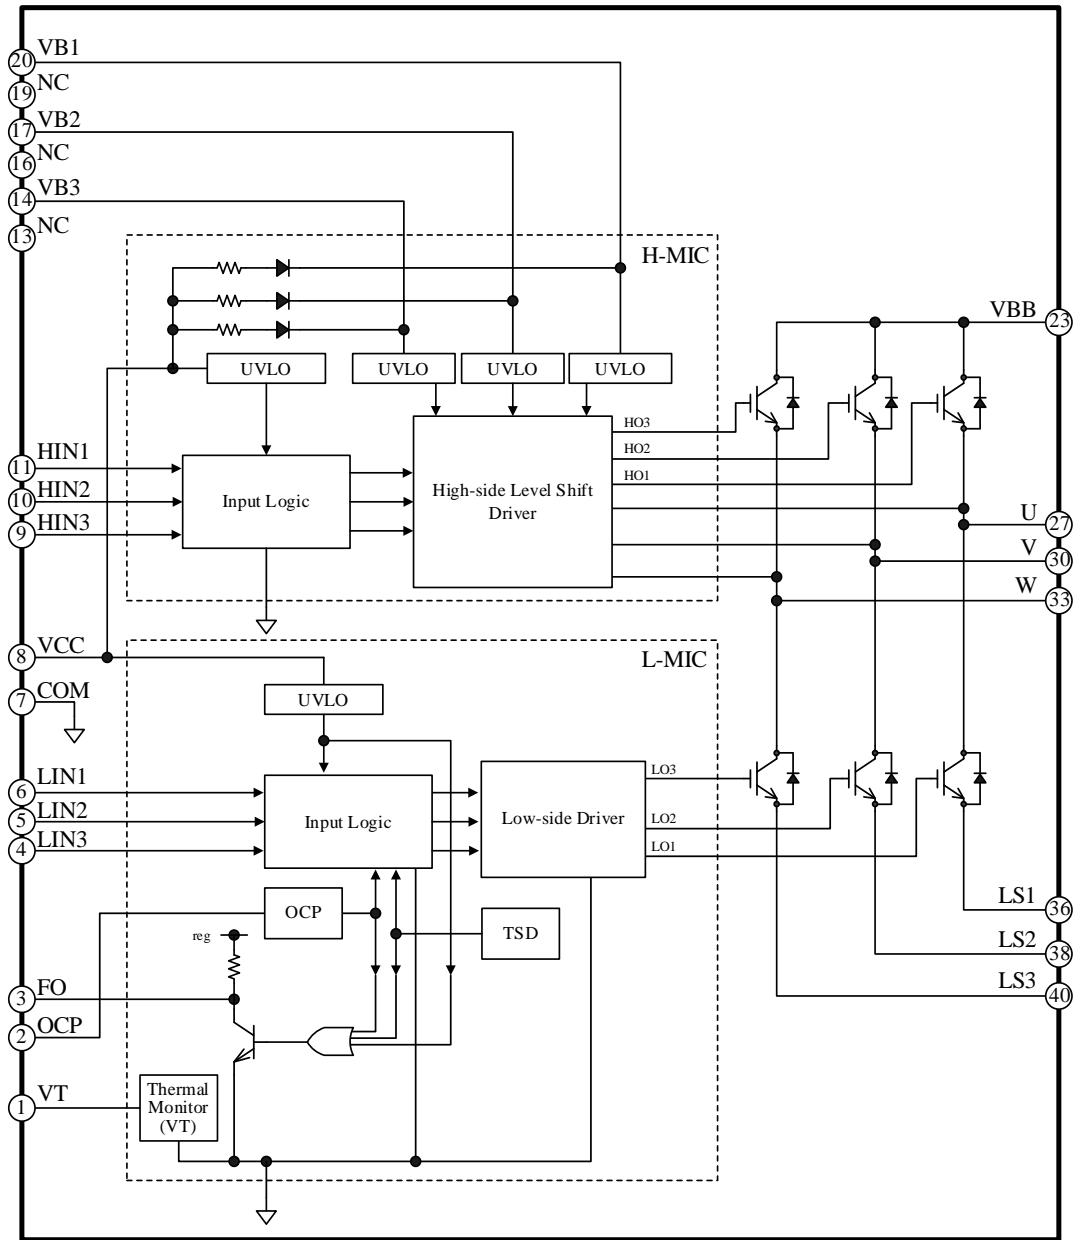 20 VB1
19 NC
17 VB2
16 NC
14 VB3
13 NC
H-MIC
VBB 23
UVLO
UVLO
UVLO
UVLO
HO3
HO2
HO1
11 HIN1
10 HIN2
9 HIN3
Input Logic
High-side Level Shift
Driver
U 27
V 30
W 33
8 VCC
7 COM
L-MIC
UVLO
6 LIN1
5 LIN2
4 LIN3
Input Logic
Low-side Driver
LO3
LO2
LO1
OCP
TSD
reg
LS1 36
LS2 38
LS3 40
3 FO
2 OCP
1 VT
Thermal
Monitor
(VT)